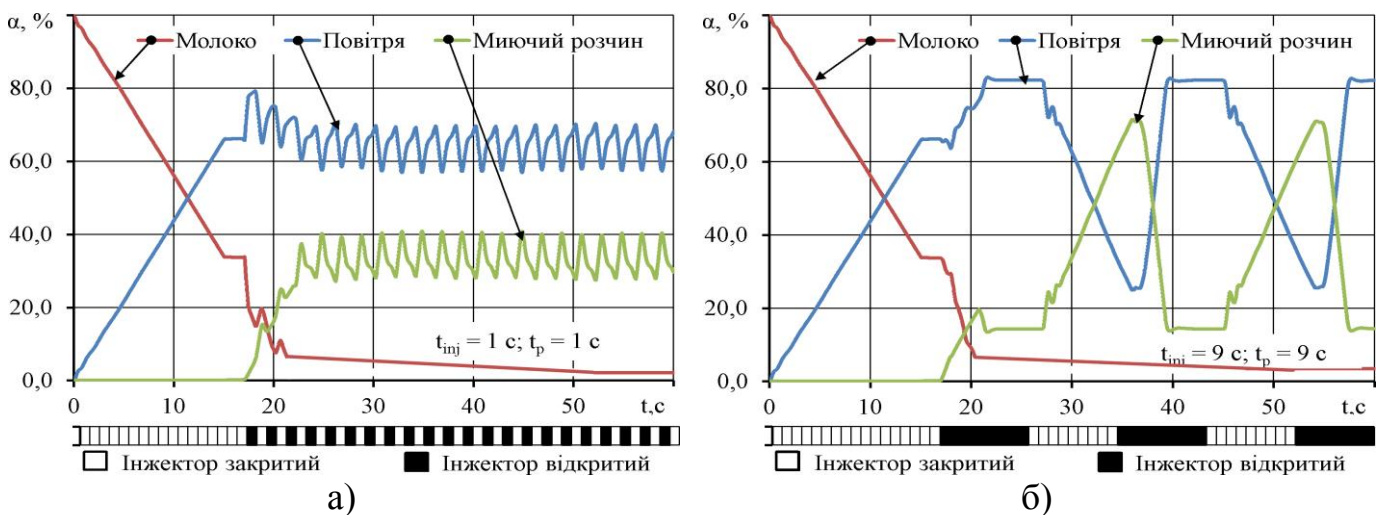 α, %
Молоко Повітря Миючий розчин
80,0
60,0
40,0
20,0
0,0
t_inj = 1 c; t_p = 1 c
0 10 20 30 40 50 t,c
Інжектор закритий Інжектор відкритий
а)
α, %
Молоко Повітря Миючий розчин
80,0
60,0
40,0
20,0
0,0
t_inj = 9 c; t_p = 9 c
0 10 20 30 40 50 t,c
Інжектор закритий Інжектор відкритий
б)